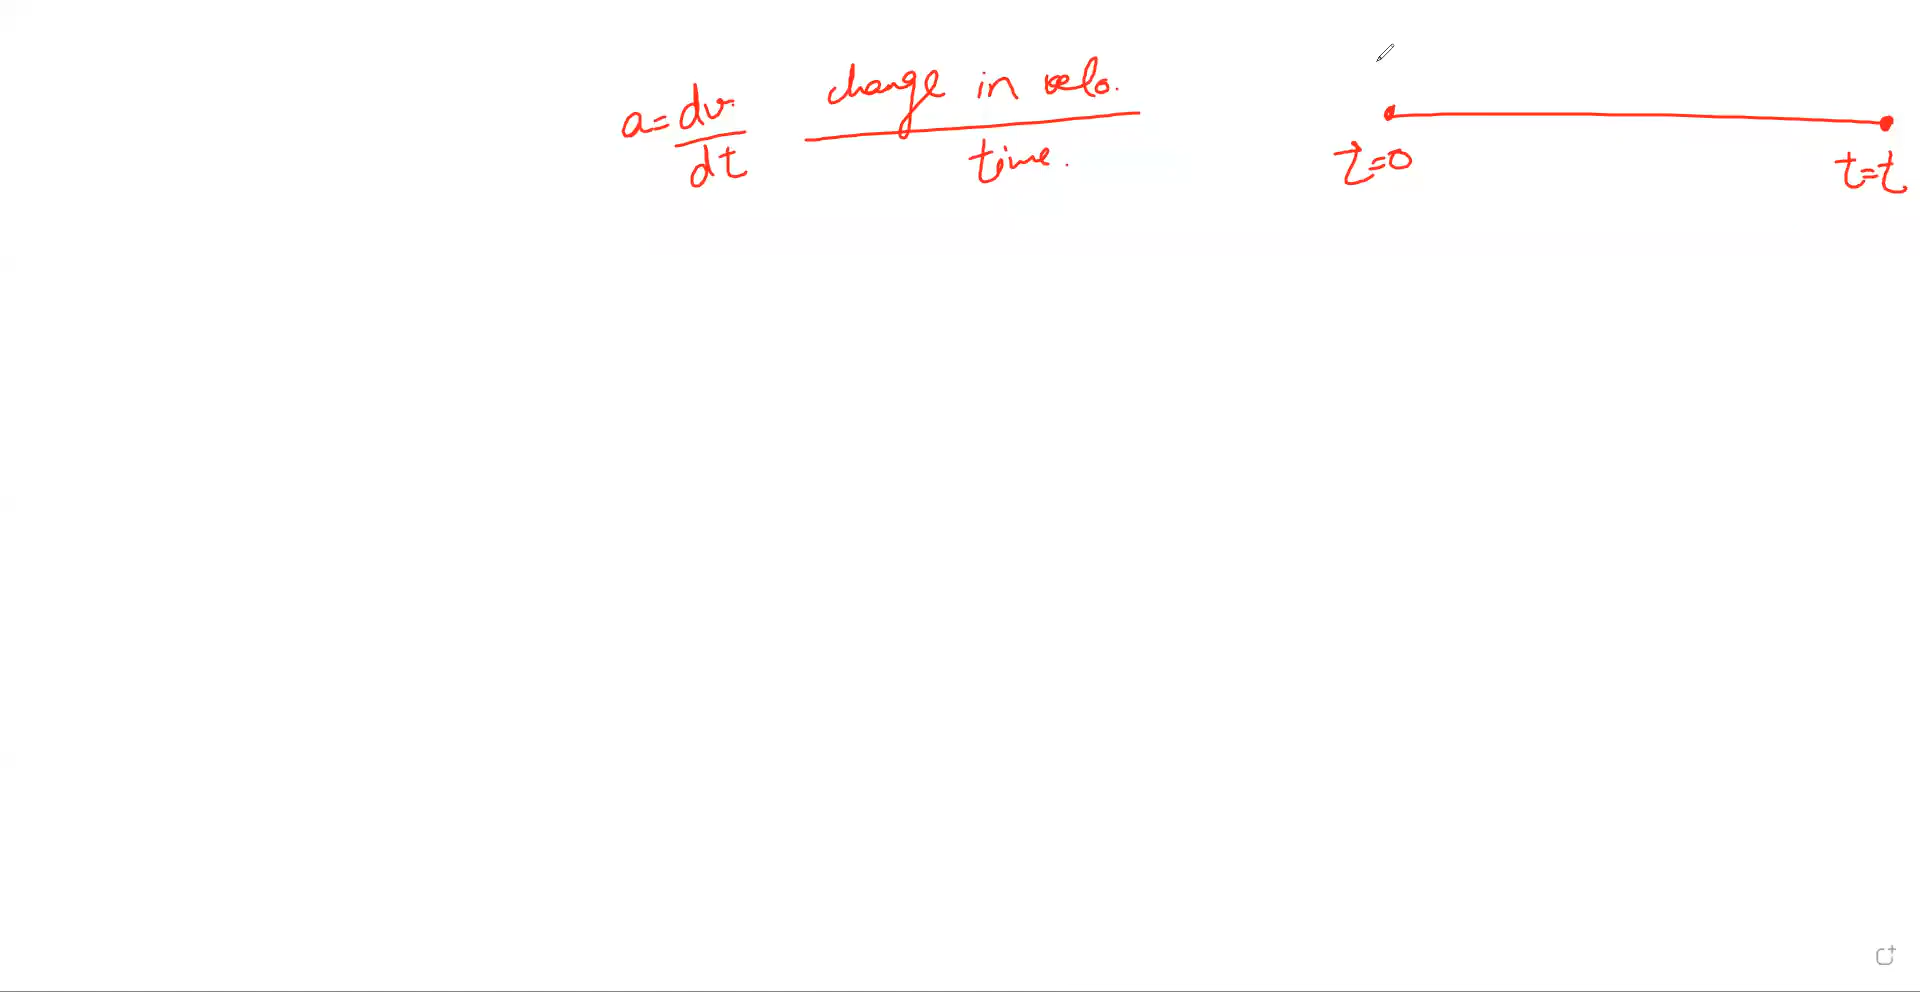 a = dv/dt change in velo. / time.
t=0 t=t